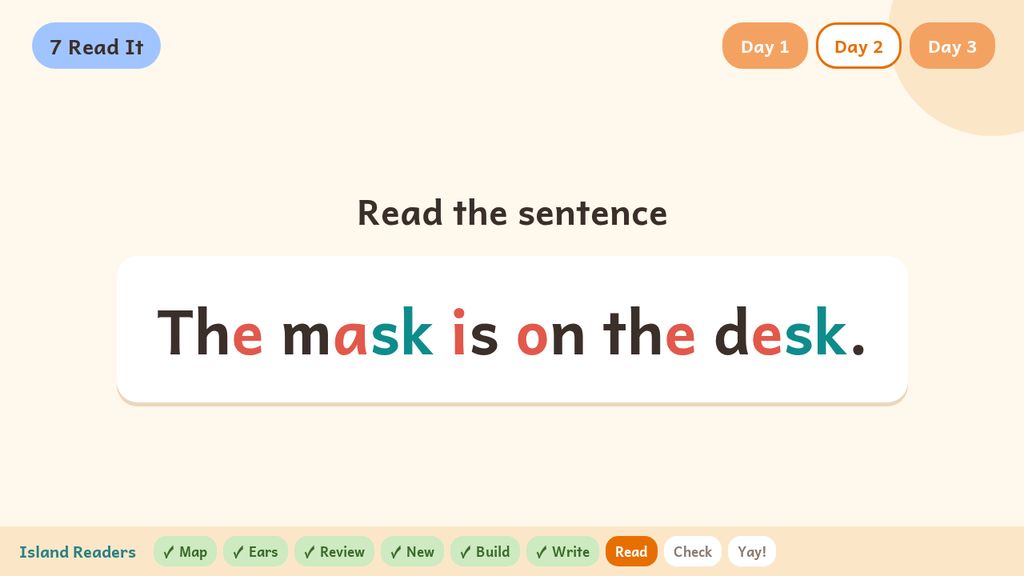 7 Read It
Day 1 Day 2 Day 3
Read the sentence
The mask is on the desk.
Island Readers ✓ Map ✓ Ears ✓ Review ✓ New ✓ Build ✓ Write Read Check Yay!